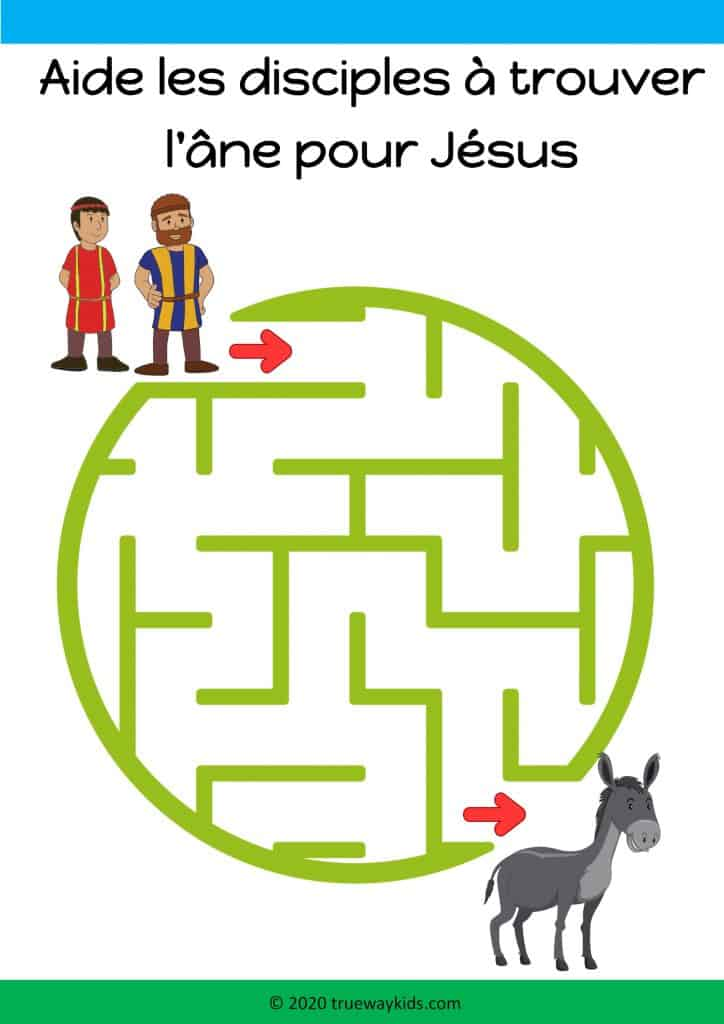 Aide les disciples à trouver
l'âne pour Jésus
© 2020 truewaykids.com